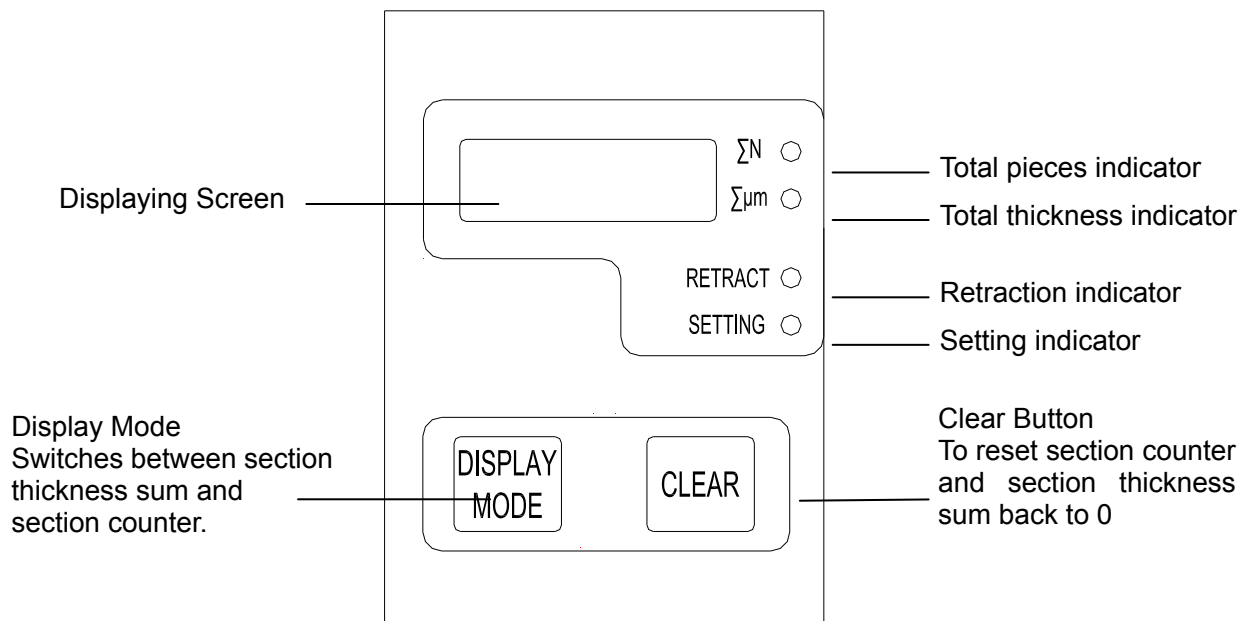 ∑N
∑µm
RETRACT
SETTING
Displaying Screen
Total pieces indicator
Total thickness indicator
Retraction indicator
Setting indicator
Display Mode
Switches between section
thickness sum and
section counter.
DISPLAY
MODE
CLEAR
Clear Button
To reset section counter
and section thickness
sum back to 0